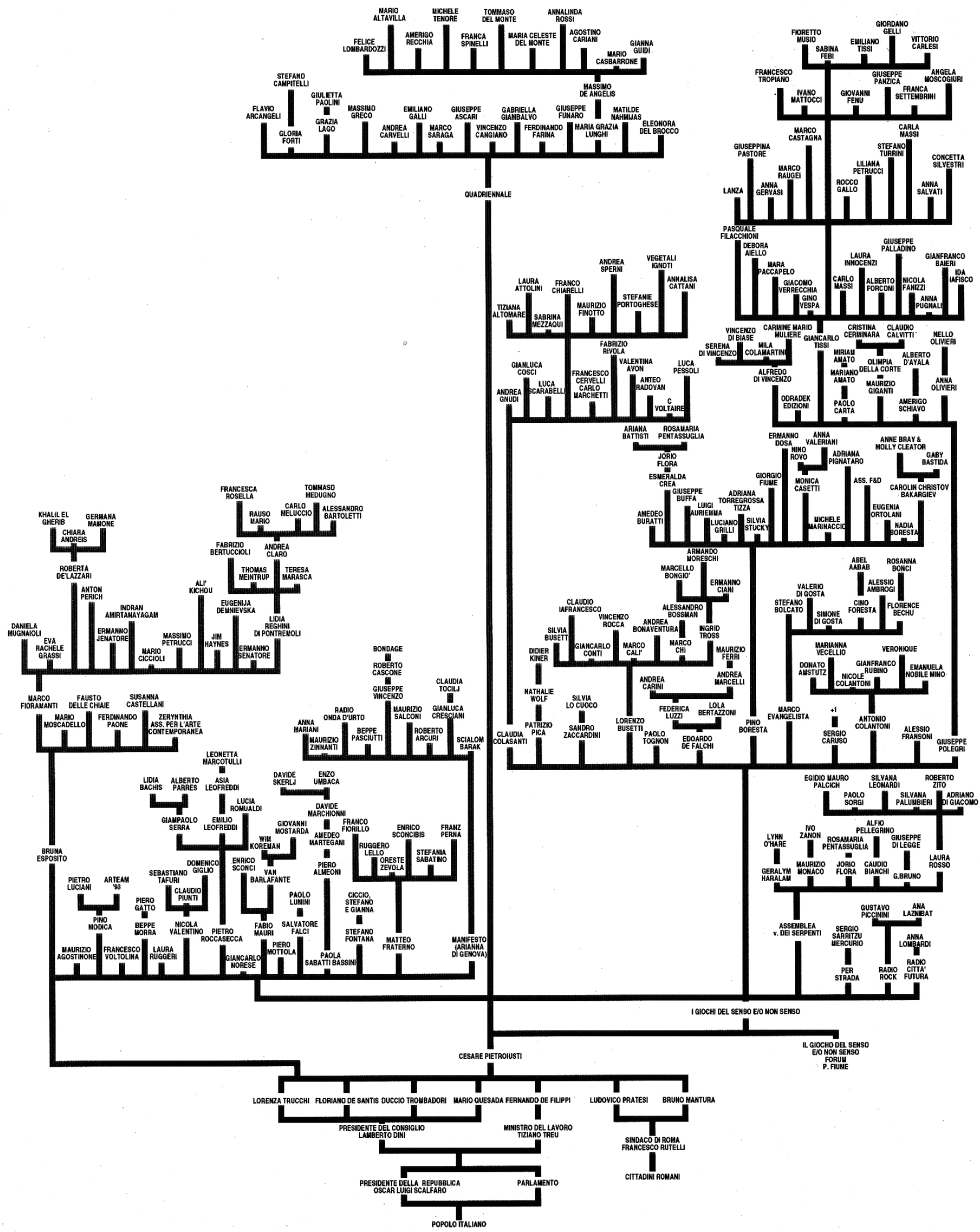 MARIO
ALTAVILLA
MICHELE
TENORE
TOMMASO
DEL MONTE
ANNALINDA
ROSSI
FELICE
LOMBARDOZZI
AMERIGO
RECCHIA
FRANCA
SPINELLI
MARIA CELESTE
DEL MONTE
AGOSTINO
CARIANI
MARIO
CASBARRONE
GIANNA
GUIDI
MASSIMO
DE ANGELIS
STEFANO
CAMPITELLI
GIULIETTA
PAOLINI
FLAVIO
ARCANGELI
GLORIA
FORTI
GRAZIA
LAGO
MASSIMO
GRECO
ANDREA
CARVELLI
EMILIANO
GALLI
MARCO
SARAGA
GIUSEPPE
ASCARI
VINCENZO
CANGIANO
GABRIELLA
GIAMBALVO
FERDINANDO
FARINA
GIUSEPPE
FUNARO
MARIA GRAZIA
LUNGHI
MATILDE
NAHMIJAS
ELEONORA
DEL BROCCO
QUADRIENNALE
FIORETTO
MUSIO
SABINA
FEBI
EMILIANO
TISSI
GIORDANO
GELLI
VITTORIO
CARLESI
FRANCESCO
TROPIANO
IVANO
MATTOCCI
GIOVANNI
FENU
GIUSEPPE
PANZICA
FRANCA
SETTEMBRINI
ANGELA
MOSCOGIURI
MARCO
CASTAGNA
CARLA
MASSI
GIUSEPPINA
PASTORE
LANZA
ANNA
GERVASI
MARCO
RAUGEI
ROCCO
GALLO
LILIANA
PETRUCCI
STEFANO
TURRINI
ANNA
SALVATI
CONCETTA
SILVESTRI
PASQUALE
FILACCHIONI
DEBORA
AIELLO
MARA
PACCAPELO
GIACOMO
VERRECCHIA
GINO
VESPA
CARLO
MASSI
LAURA
INNOCENZI
ALBERTO
FORCONI
GIUSEPPE
PALLADINO
NICOLA
FANIZZI
ANNA
PUGNALI
GIANFRANCO
BAIERI
IDA
IAFISCO
VINCENZO
DI BIASE
SERENA
DI VINCENZO
MILA
COLAMARTINI
CARMINE MARIO
MULIERE
ALFREDO
DI VINCENZO
ODRADEK
EDIZIONI
GIANCARLO
TISSI
MIRIAM
AMATO
MARIANO
AMATO
PAOLO
CARTA
CRISTINA
CERMINARA
CLAUDIO
CALVITTI
OLIMPIA
DELLA CORTE
MAURIZIO
GIGANTI
ALBERTO
D'AYALA
AMERIGO
SCHIAVO
NELLO
OLIVIERI
ANNA
OLIVIERI
TIZIANA
ALTOMARE
LAURA
ATTOLINI
SABRINA
MEZZAQUI
FRANCO
CHIARELLI
MAURIZIO
FINOTTO
ANDREA
SPERNI
STEFANIE
PORTOGHESE
VEGETALI
IGNOTI
ANNALISA
CATTANI
ANDREA
GNUDI
GIANLUCA
COSCI
LUCA
SCARABELLI
FRANCESCO
CERVELLI
CARLO
MARCHETTI
FABRIZIO
RIVOLA
VALENTINA
AVON
ANTEO
RADOVAN
C
VOLTAIRE
LUCA
PESSOLI
ARIANA
BATTISTI
ROSAMARIA
PENTASSUGLIA
JORIO
FLORA
ESMERALDA
CREA
AMEDEO
BURATTI
GIUSEPPE
BUFFA
LUIGI
AURIEMMA
LUCIANO
GRILLI
ADRIANA
TORREGROSSA
TIZZA
SILVIA
STUCKY
GIORGIO
FIUME
ERMANNO
DOSA
NINO
ROVO
ANNA
VALERIANI
MONICA
CASETTI
MICHELE
MARINACCIO
ADRIANA
PIGNATARO
ASS. F&D
EUGENIA
ORTOLANI
NADIA
BORESTA
ANNE BRAY &
MOLLY CLEATOR
GABY
BASTIDA
CAROLIN CHRISTOV
BAKARGIEV
KHALIL EL
GHERIB
CHIARA
ANDREIS
GERMANA
MAMONE
ROBERTA
DE'LAZZARI
ANTON
PERICH
DANIELA
MUGNAIOLI
EVA
RACHELE
GRASSI
ERMANNO
JENATORE
INDRAN
AMIRTANAYAGAM
MARIO
CICCIOLI
MASSIMO
PETRUCCI
ALI'
KICHOU
JIM
HAYNES
EUGENIJA
DEMNIEVSKA
ERMANNO
SENATORE
FRANCESCA
ROSELLA
RAUSO
MARIO
CARLO
MELUCCIO
TOMMASO
MEDUGNO
ALESSANDRO
BARTOLETTI
FABRIZIO
BERTUCCIOLI
THOMAS
MEINTRUP
ANDREA
CLARO
TERESA
MARASCA
LIDIA
REGHINI
DI PONTREMOLI
MARCO
FIORAMANTI
MARIO
MOSCADELLO
FAUSTO
DELLE CHIAIE
FERDINANDO
PAONE
SUSANNA
CASTELLANI
ZERYNTHIA
ASS. PER L'ARTE
CONTEMPORANEA
BRUNA
ESPOSITO
ARMANDO
MORESCHI
MARCELLO
BONGIO'
ERMANNO
CIANI
ALESSANDRO
BOSSMAN
INGRID
TROSS
SILVIA
BUSETTI
CLAUDIO
IAFRANCESCO
GIANCARLO
CONTI
VINCENZO
ROCCA
MARCO
CALI'
ANDREA
BONAVENTURA
MARCO
CHI
MAURIZIO
FERRI
ANDREA
MARCELLI
ANDREA
CARINI
FEDERICA
LUZZI
LOLA
BERTAZZONI
EDOARDO
DE FALCHI
DIDIER
KINER
NATHALIE
WOLF
PATRIZIO
PICA
SILVIA
LO CUOCO
SANDRO
ZACCARDINI
LORENZO
BUSETTI
PAOLO
TOGNON
CLAUDIA
COLASANTI
PINO
BORESTA
STEFANO
BOLCATO
VALERIO
DI GOSTA
SIMONE
DI GOSTA
ABEL
AABAB
CINO
FORESTA
ALESSIO
AMBROGI
ROSANNA
BONCI
FLORENCE
BECHU
MARIANNA
VECELLIO
DONATO
AMSTUTZ
NICOLE
COLANTONI
GIANFRANCO
RUBINO
VERONIQUE
EMANUELA
NOBILE MINO
MARCO
EVANGELISTA
+1
SERGIO
CARUSO
ANTONIO
COLANTONI
ALESSIO
FRANSONI
GIUSEPPE
POLEGRI
BONDAGE
ROBERTO
CASCONE
GIUSEPPE
VINCENZO
ANNA
MARIANI
MAURIZIO
ZINNANTI
RADIO
ONDA D'URTO
BEPPE
PASCIUTTI
MAURIZIO
SALCONI
ROBERTO
ARCURI
CLAUDIA
TOCILJ
GIANLUCA
CRESCIANI
SCIALOM
BARAK
LIDIA
BACHIS
ALBERTO
PARRES
GIAMPAOLO
SERRA
LEONETTA
MARCOTULLI
ASIA
LEOFREDDI
EMILIO
LEOFREDDI
LUCIA
ROMUALDI
DAVIDE
SKERLJ
ENZO
UMBACA
DAVIDE
MARCHIONNI
AMEDEO
MARTEGANI
PIERO
ALMEONI
WIM
KOREMAN
GIOVANNI
MOSTARDA
VAN
BARLAFANTE
ENRICO
SCONCI
FABIO
MAURI
FRANCO
FIORILLO
RUGGERO
LELLO
ORESTE
ZEVOLA
ENRICO
SCONCIBIS
STEFANIA
SABATINO
FRANZ
PERNA
PIETRO
LUCIANI
ARTEAM
'93
PINO
MODICA
PIERO
GATTO
BEPPE
MORRA
SEBASTIANO
TAFURI
CLAUDIO
PIUNTI
DOMENICO
GIGLIO
NICOLA
VALENTINO
MAURIZIO
AGOSTINONE
FRANCESCO
VOLTOLINA
LAURA
RUGGERI
PIETRO
ROCCASECCA
GIANCARLO
NORESE
PIERO
MOTTOLA
PAOLO
LUNINI
SALVATORE
FALCI
PAOLA
SABATTI BASSINI
CICCIO,
STEFANO
E GIANNA
STEFANO
FONTANA
MATTEO
FRATERNO
MANIFESTO
(ARIANNA
DI GENOVA)
EGIDIO MAURO
PALCICH
PAOLO
SORGI
SILVANA
LEONARDI
SILVANA
PALUMBIERI
ROBERTO
ZITO
ADRIANO
DI GIACOMO
LYNN
O'HARE
GERALYM
HARALAM
IVO
ZANON
MAURIZIO
MONACO
ROSAMARIA
PENTASSUGLIA
JORIO
FLORA
ALFIO
PELLEGRINO
CAUDIO
BIANCHI
GIUSEPPE
DI LEGGE
G.BRUNO
LAURA
ROSSO
ASSEMBLEA
v. DEI SERPENTI
SERGIO
SARRITZU
MERCURIO
PER
STRADA
GUSTAVO
PICCININI
ANA
LAZNIBAT
RADIO
ROCK
ANNA
LOMBARDI
RADIO
CITTA'
FUTURA
I GIOCHI DEL SENSO E/O NON SENSO
IL GIOCHO DEL SENSO
E/O NON SENSO
FORUM
P. FIUME
CESARE PIETROIUSTI
LORENZA TRUCCHI
FLORIANO DE SANTIS
DUCCIO TROMBADORI
MARIO QUESADA
FERNANDO DE FILIPPI
LUDOVICO PRATESI
BRUNO MANTURA
PRESIDENTE DEL CONSIGLIO
LAMBERTO DINI
MINISTRO DEL LAVORO
TIZIANO TREU
SINDACO DI ROMA
FRANCESCO RUTELLI
CITTADINI ROMANI
PRESIDENTE DELLA REPUBBLICA
OSCAR LUIGI SCALFARO
PARLAMENTO
POPOLO ITALIANO